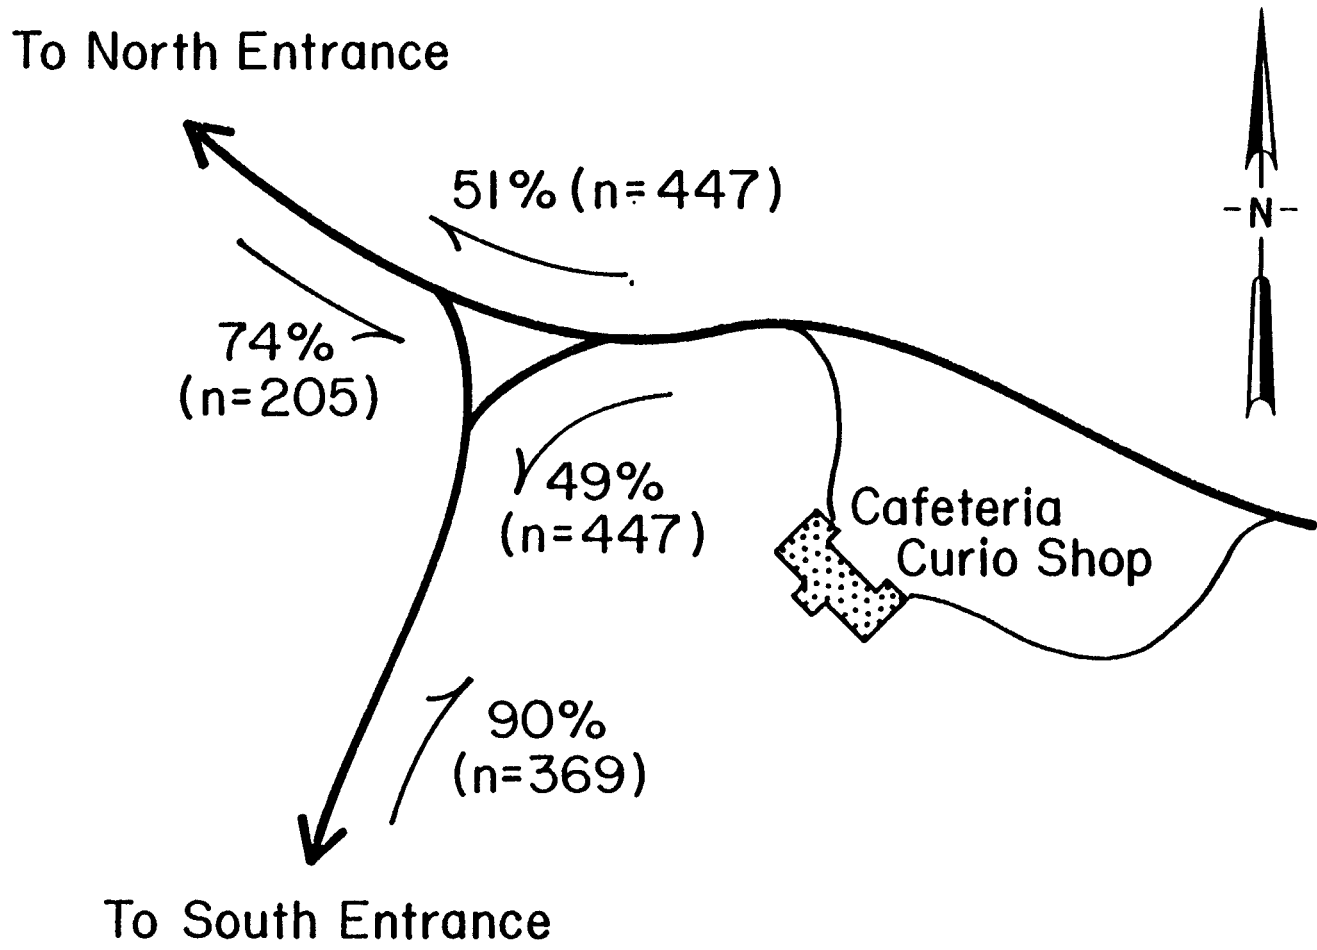 To North Entrance
51% (n=447)
-N-
74%
(n=205)
49%
(n=447)
Cafeteria
Curio Shop
90%
(n=369)
To South Entrance